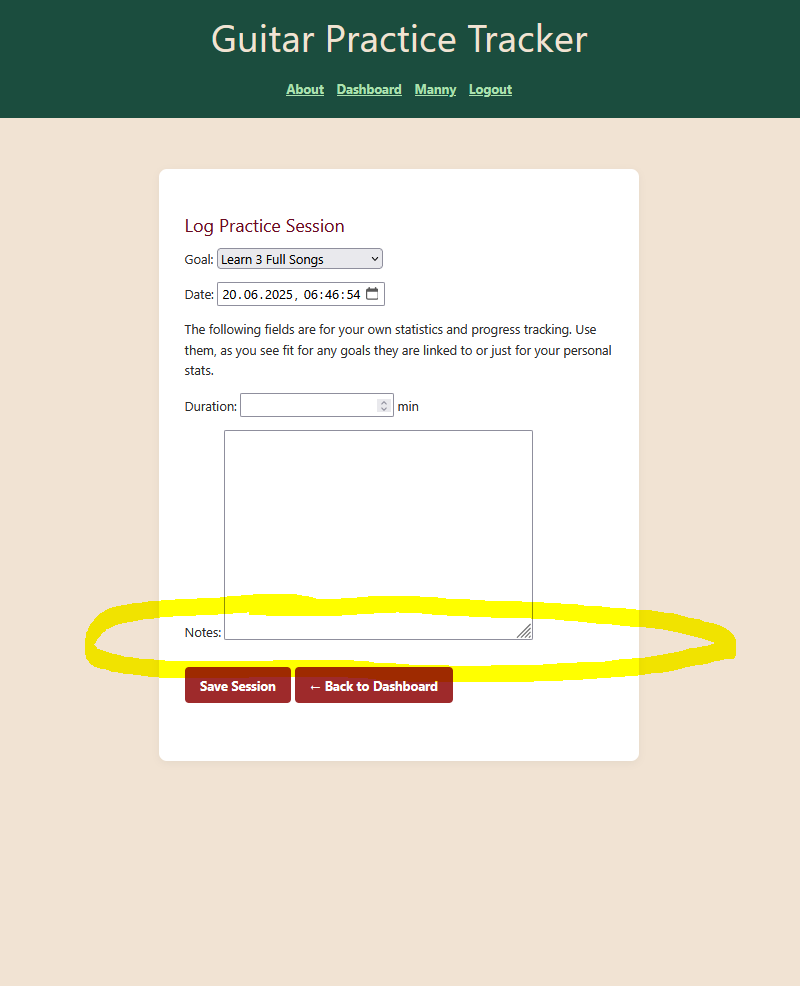 Guitar Practice Tracker
About Dashboard Manny Logout
Log Practice Session
Goal: Learn 3 Full Songs
Date: 20.06.2025, 06:46:54
The following fields are for your own statistics and progress tracking. Use
them, as you see fit for any goals they are linked to or just for your personal
stats.
Duration: min
Notes:
Save Session ← Back to Dashboard